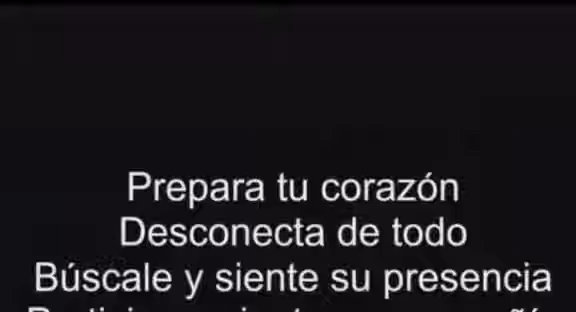 Prepara tu corazón
Desconecta de todo
Búscale y siente su presencia